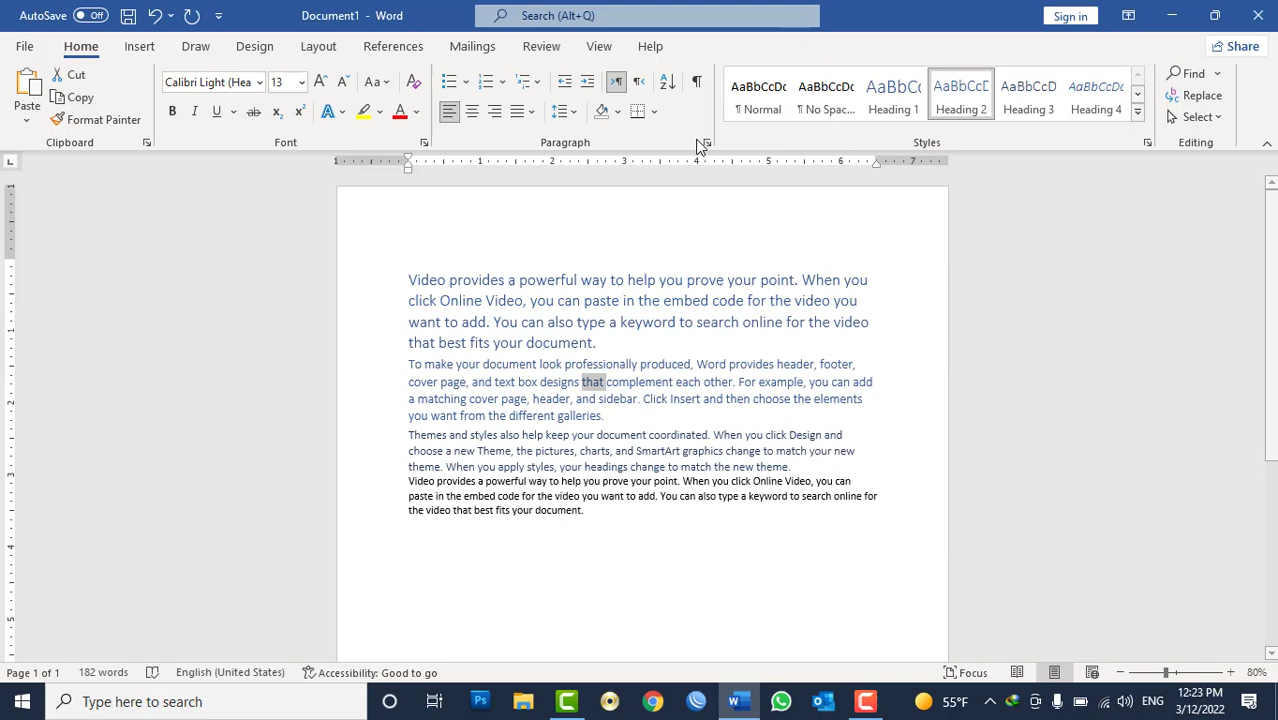 AutoSave Off Document1 - Word Search (Alt+Q) Sign in
File Home Insert Draw Design Layout References Mailings Review View Help Share
Paste Cut Copy Format Painter
Calibri Light (Hea 13
AaBbCcDc ¶ Normal AaBbCcDc ¶ No Spac... AaBbCc Heading 1 AaBbCcD Heading 2 AaBbCcD Heading 3 AaBbCcD Heading 4
Find Replace Select
Clipboard Font Paragraph Styles Editing
1 1 2 3 4 5 6 7
Video provides a powerful way to help you prove your point. When you
click Online Video, you can paste in the embed code for the video you
want to add. You can also type a keyword to search online for the video
that best fits your document.
To make your document look professionally produced, Word provides header, footer,
cover page, and text box designs that complement each other. For example, you can add
a matching cover page, header, and sidebar. Click Insert and then choose the elements
you want from the different galleries.
Themes and styles also help keep your document coordinated. When you click Design and
choose a new Theme, the pictures, charts, and SmartArt graphics change to match your new
theme. When you apply styles, your headings change to match the new theme.
Video provides a powerful way to help you prove your point. When you click Online Video, you can
paste in the embed code for the video you want to add. You can also type a keyword to search online for
the video that best fits your document.
Page 1 of 1 182 words English (United States) Accessibility: Good to go Focus 80%
Type here to search 55°F ENG 12:23 PM
3/12/2022